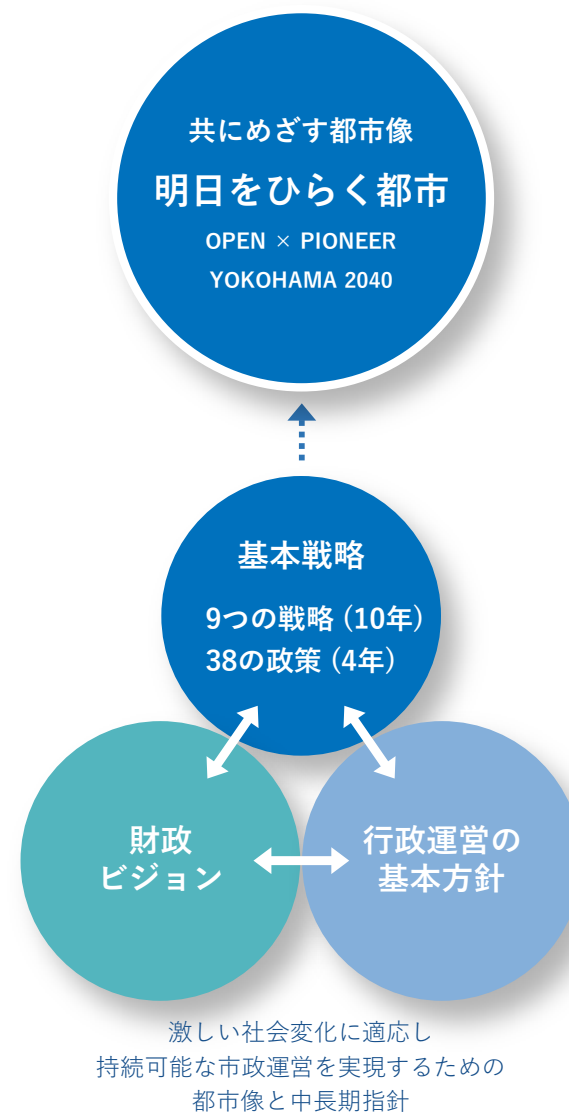 共にめざす都市像
明日をひらく都市
OPEN × PIONEER
YOKOHAMA 2040
基本戦略
9つの戦略 (10年)
38の政策 (4年)
財政
ビジョン
行政運営の
基本方針
激しい社会変化に適応し
持続可能な市政運営を実現するための
都市像と中長期指針